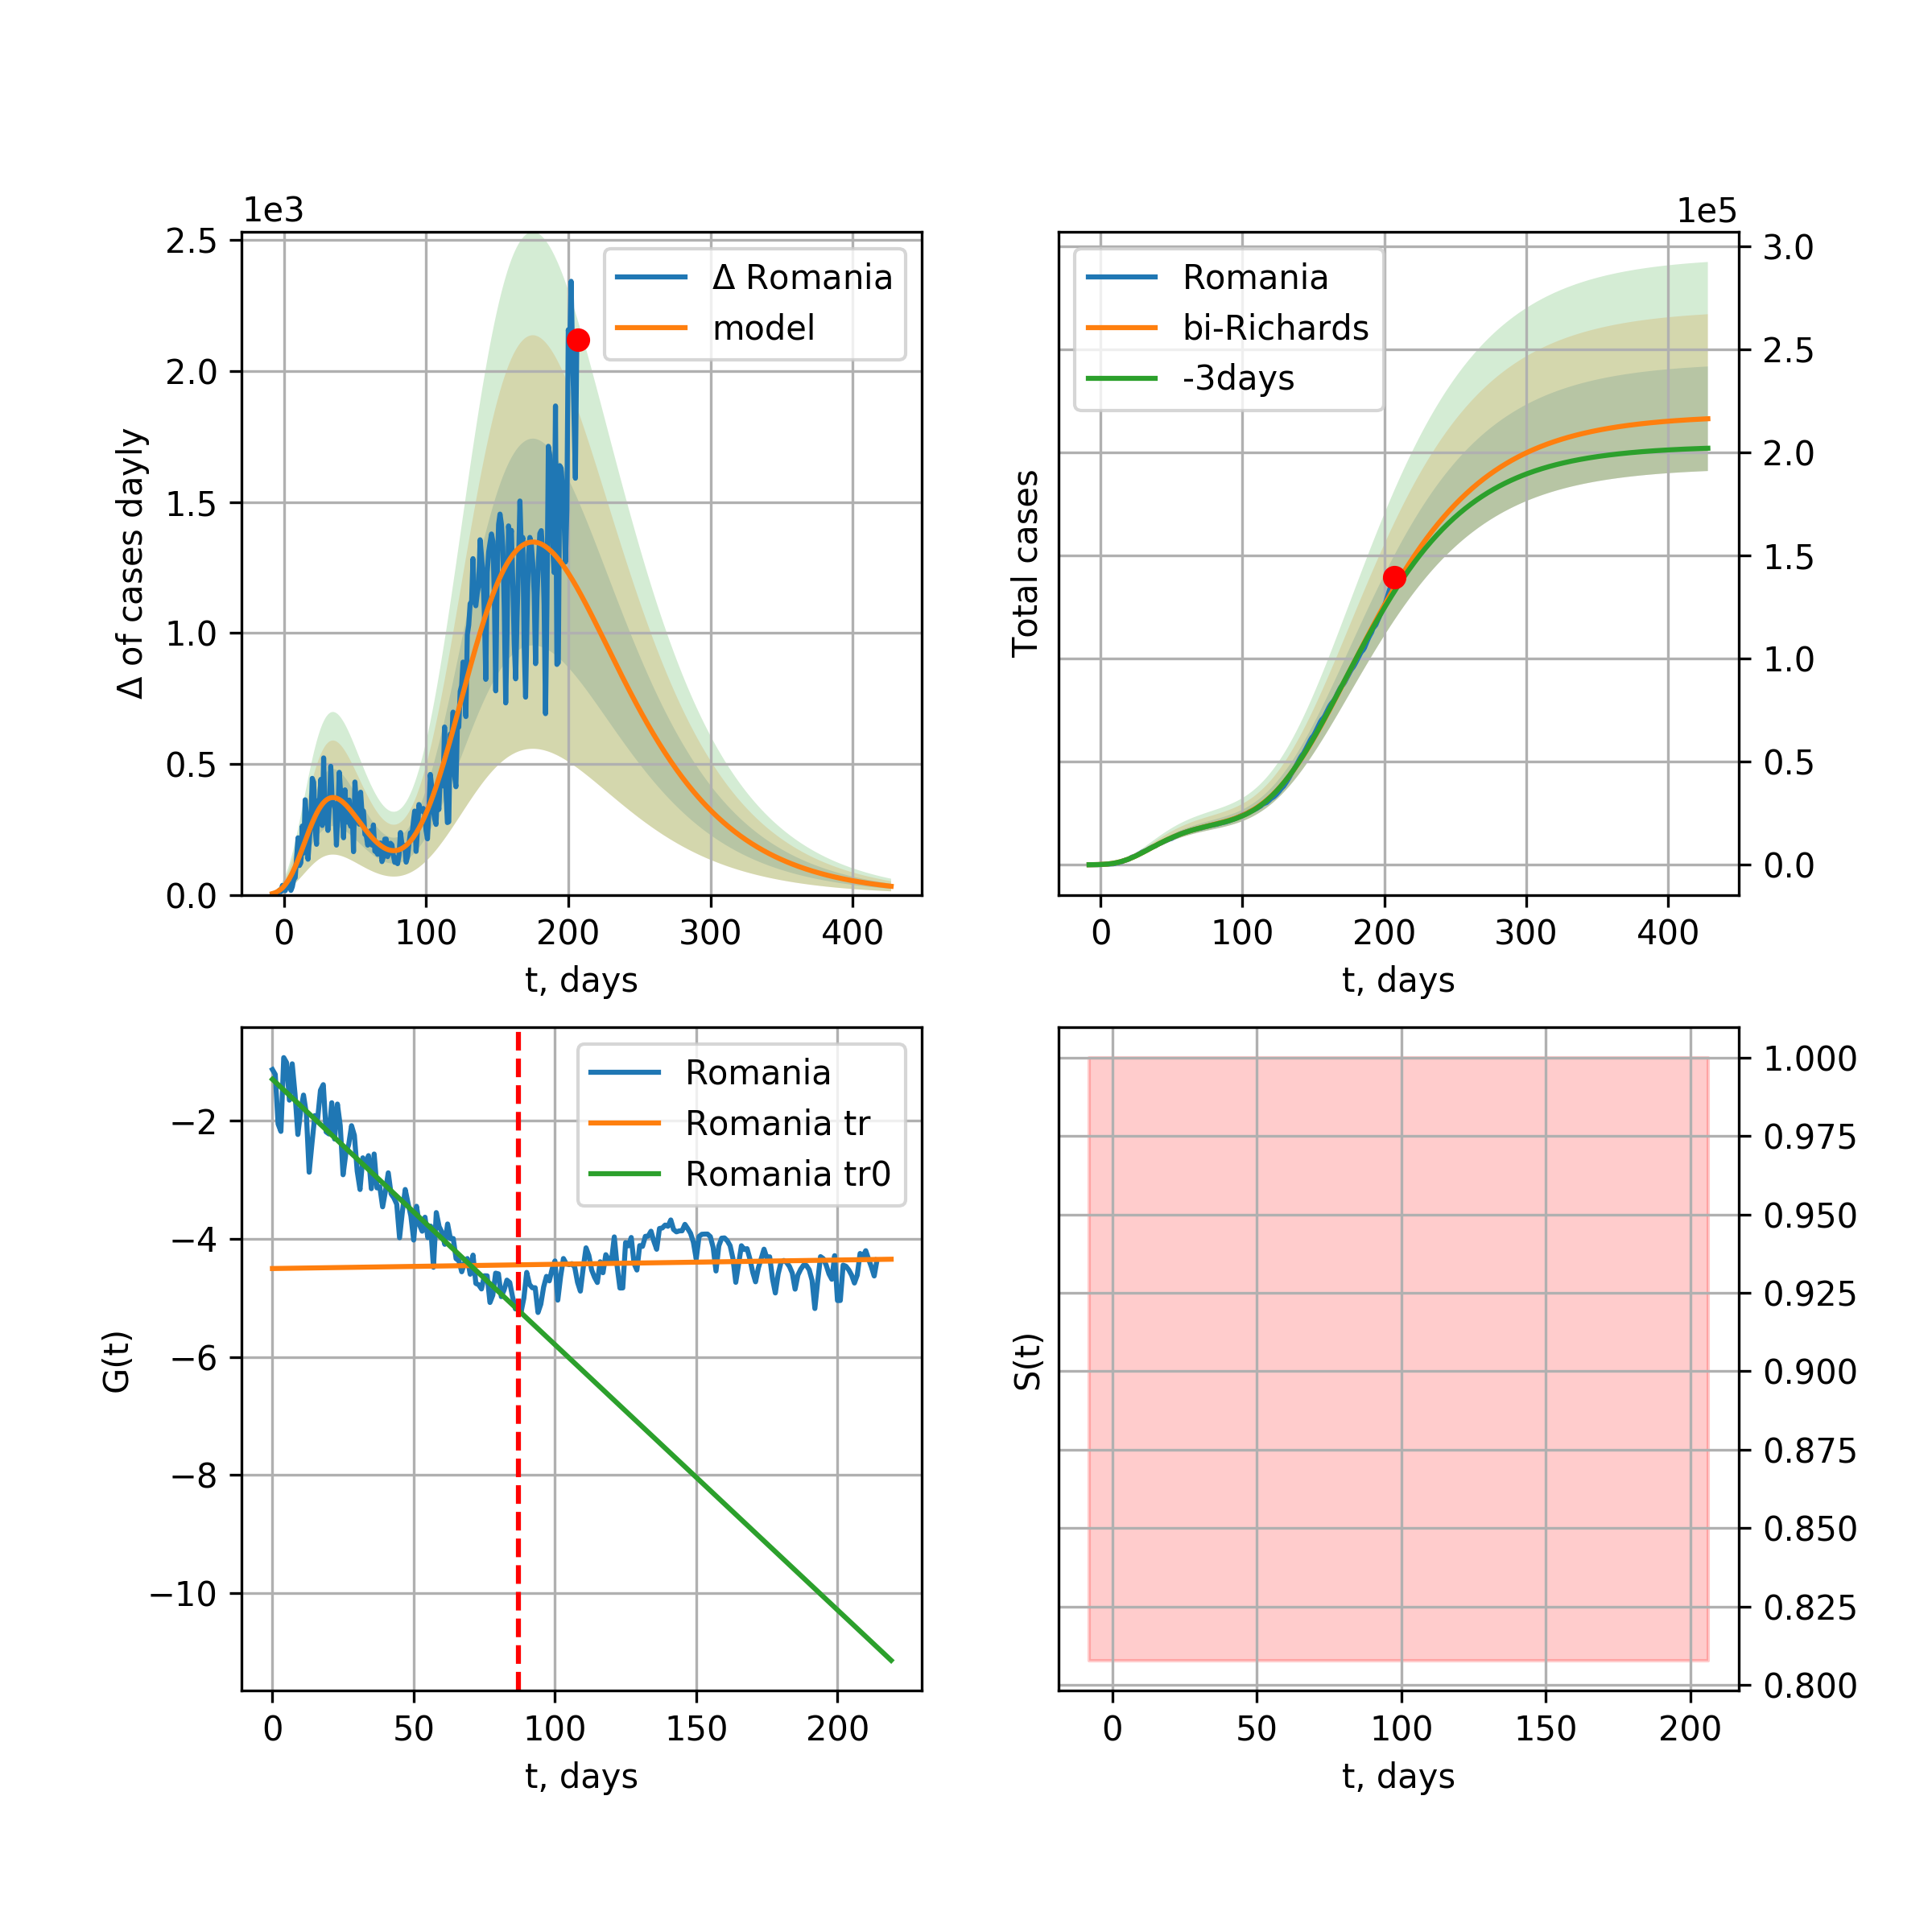 1e3
2.5
2.0
1.5
1.0
0.5
0.0
Δ of cases dayly
Δ Romania
model
0
100
200
300
400
t, days
1e5
3.0
2.5
2.0
1.5
1.0
0.5
0.0
Total cases
Romania
bi-Richards
-3days
0
100
200
300
400
t, days
−2
−4
−6
−8
−10
G(t)
Romania
Romania tr
Romania tr0
0
50
100
150
200
t, days
1.000
0.975
0.950
0.925
0.900
0.875
0.850
0.825
0.800
S(t)
0
50
100
150
200
t, days